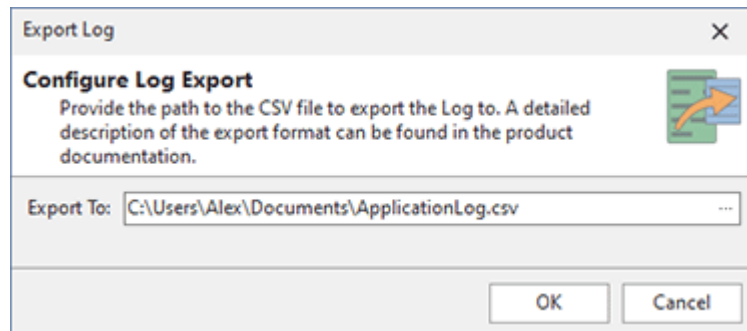 Export Log
Configure Log Export
Provide the path to the CSV file to export the Log to. A detailed
description of the export format can be found in the product
documentation.
Export To: C:\Users\Alex\Documents\ApplicationLog.csv ...
OK Cancel